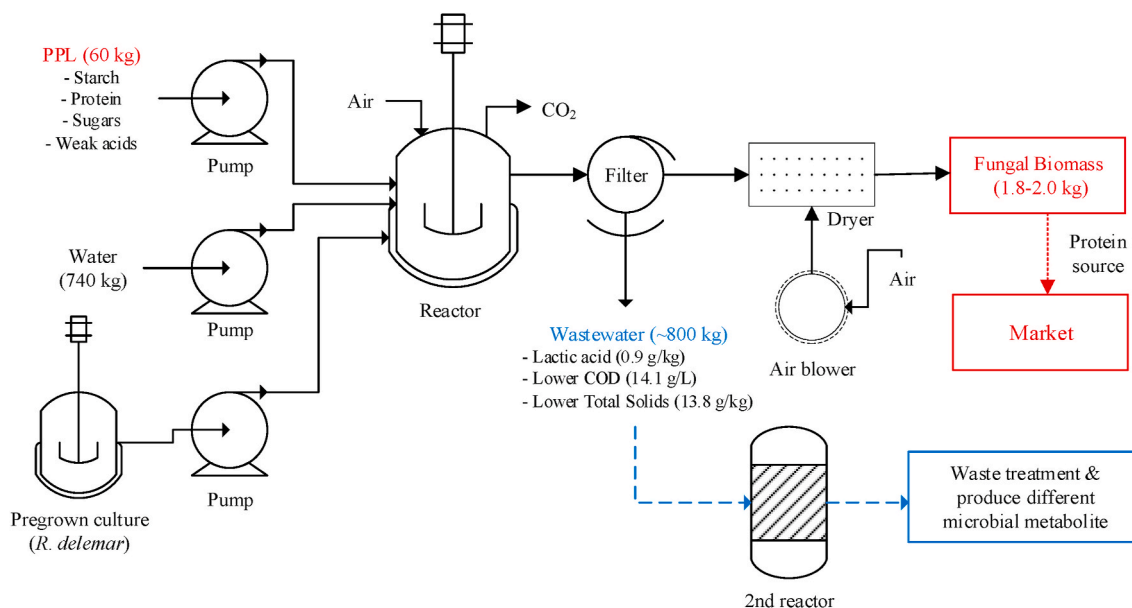 PPL (60 kg)
- Starch
- Protein
- Sugars
- Weak acids
Pump
Water
(740 kg)
Pump
Pregrown culture
(R. delemar)
Pump
Air
CO₂
Reactor
Filter
Dryer
Air
Air blower
Fungal Biomass
(1.8-2.0 kg)
Protein
source
Market
Wastewater (~800 kg)
- Lactic acid (0.9 g/kg)
- Lower COD (14.1 g/L)
- Lower Total Solids (13.8 g/kg)
2nd reactor
Waste treatment &
produce different
microbial metabolite